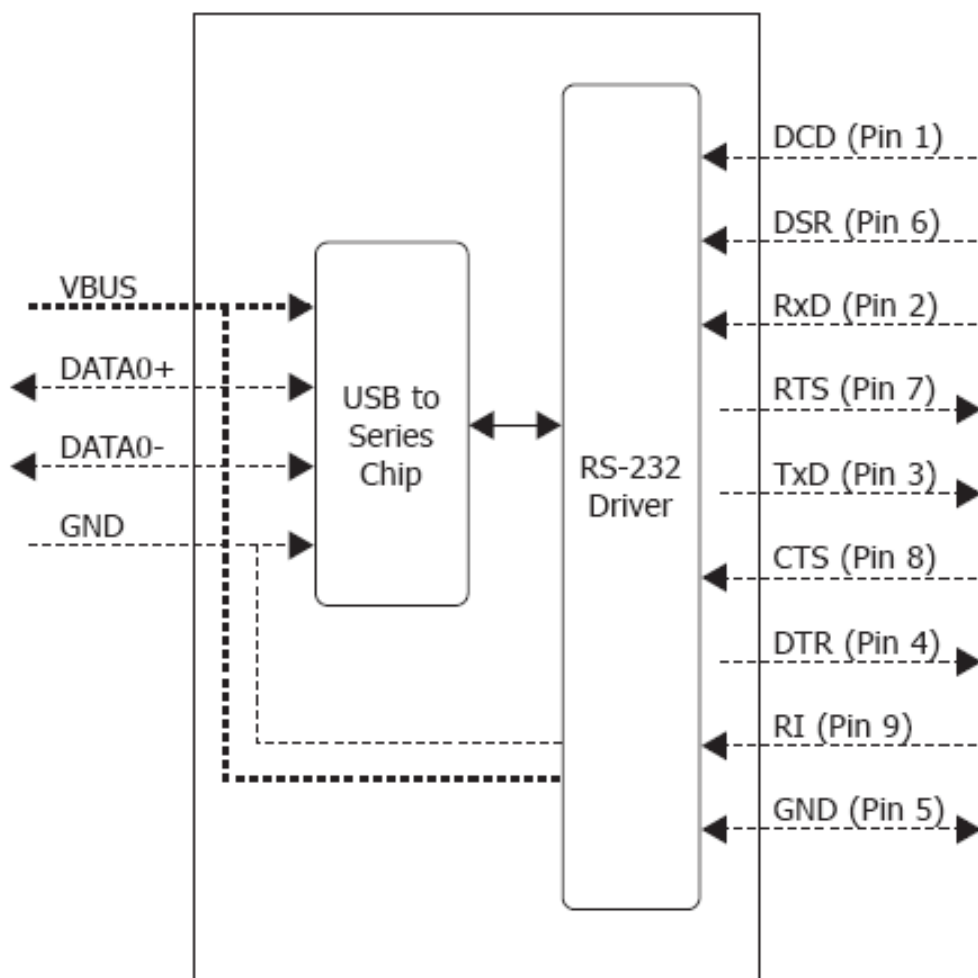 VBUS
DATA0+
DATA0-
GND
USB to
Series
Chip
RS-232
Driver
DCD (Pin 1)
DSR (Pin 6)
RxD (Pin 2)
RTS (Pin 7)
TxD (Pin 3)
CTS (Pin 8)
DTR (Pin 4)
RI (Pin 9)
GND (Pin 5)